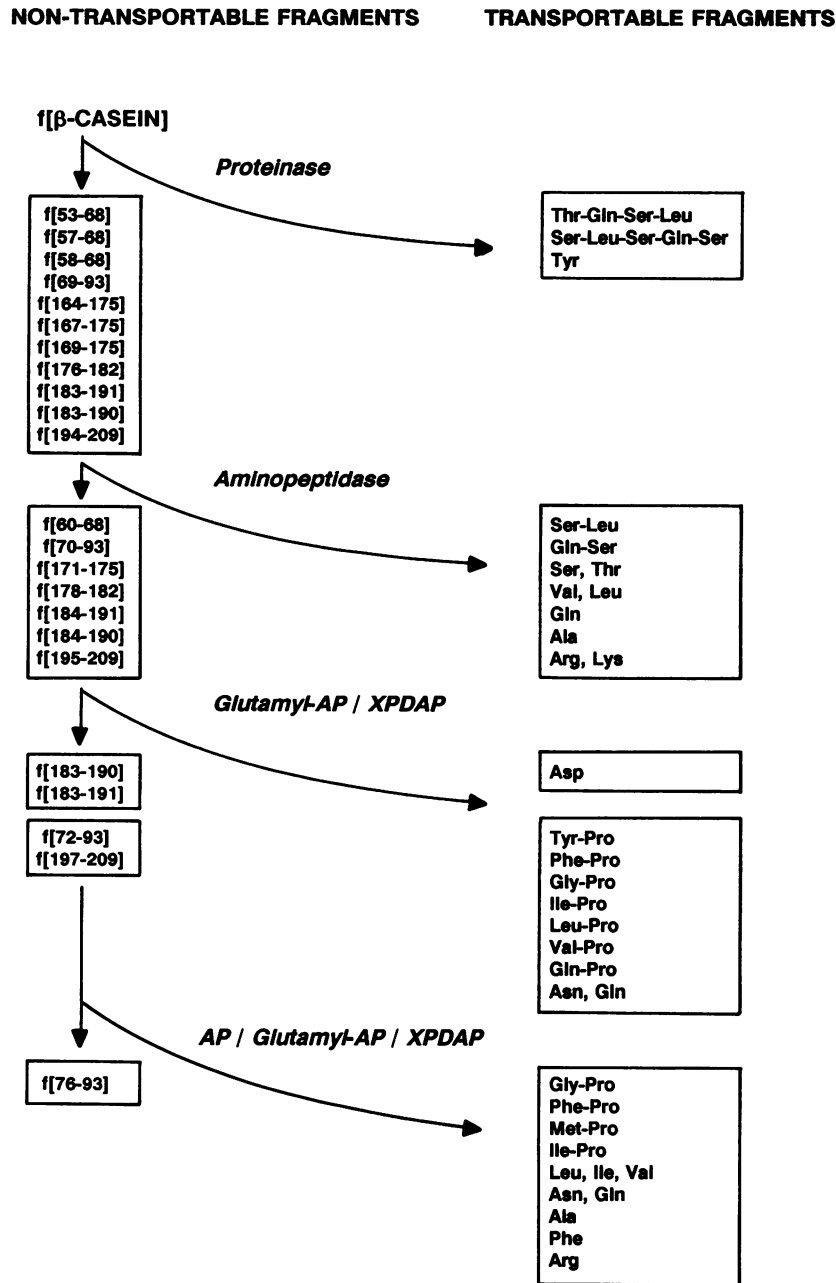 NON-TRANSPORTABLE FRAGMENTS
TRANSPORTABLE FRAGMENTS
f[β-CASEIN]
Proteinase
f[53-68]
f[57-68]
f[58-68]
f[69-93]
f[164-175]
f[167-175]
f[169-175]
f[176-182]
f[183-191]
f[183-190]
f[194-209]
Thr-Gln-Ser-Leu
Ser-Leu-Ser-Gln-Ser
Tyr
Aminopeptidase
f[60-68]
f[70-93]
f[171-175]
f[178-182]
f[184-191]
f[184-190]
f[195-209]
Ser-Leu
Gln-Ser
Ser, Thr
Val, Leu
Gln
Ala
Arg, Lys
Glutamyl-AP / XPDAP
f[183-190]
f[183-191]
Asp
f[72-93]
f[197-209]
Tyr-Pro
Phe-Pro
Gly-Pro
Ile-Pro
Leu-Pro
Val-Pro
Gln-Pro
Asn, Gln
AP / Glutamyl-AP / XPDAP
f[76-93]
Gly-Pro
Phe-Pro
Met-Pro
Ile-Pro
Leu, Ile, Val
Asn, Gln
Ala
Phe
Arg